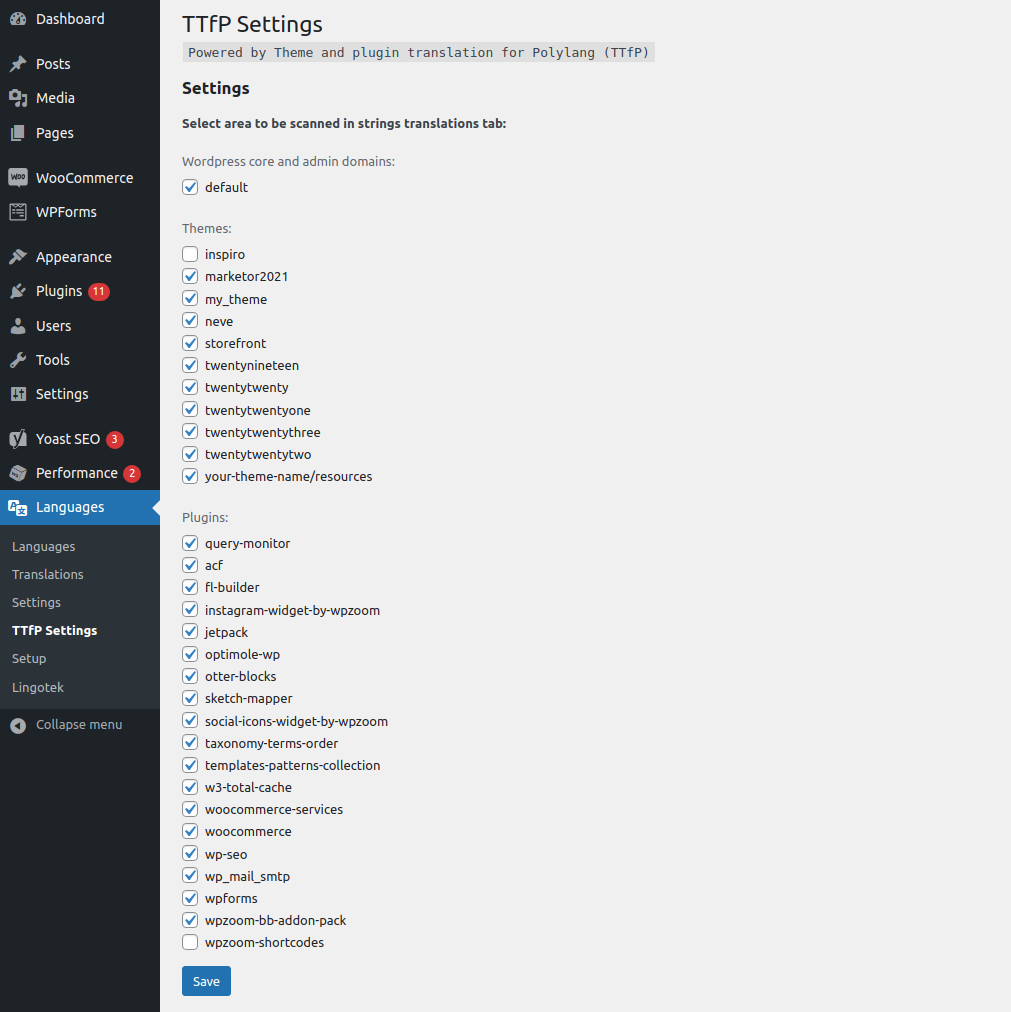 Dashboard
Posts
Media
Pages
WooCommerce
WPForms
Appearance
Plugins 11
Users
Tools
Settings
Yoast SEO 3
Performance 2
Languages
Languages
Translations
Settings
TTfP Settings
Setup
Lingotek
Collapse menu
TTfP Settings
Powered by Theme and plugin translation for Polylang (TTfP)
Settings
Select area to be scanned in strings translations tab:
Wordpress core and admin domains:
default
Themes:
inspiro
marketor2021
my_theme
neve
storefront
twentynineteen
twentytwenty
twentytwentyone
twentytwentythree
twentytwentytwo
your-theme-name/resources
Plugins:
query-monitor
acf
fl-builder
instagram-widget-by-wpzoom
jetpack
optimole-wp
otter-blocks
sketch-mapper
social-icons-widget-by-wpzoom
taxonomy-terms-order
templates-patterns-collection
w3-total-cache
woocommerce-services
woocommerce
wp-seo
wp_mail_smtp
wpforms
wpzoom-bb-addon-pack
wpzoom-shortcodes
Save